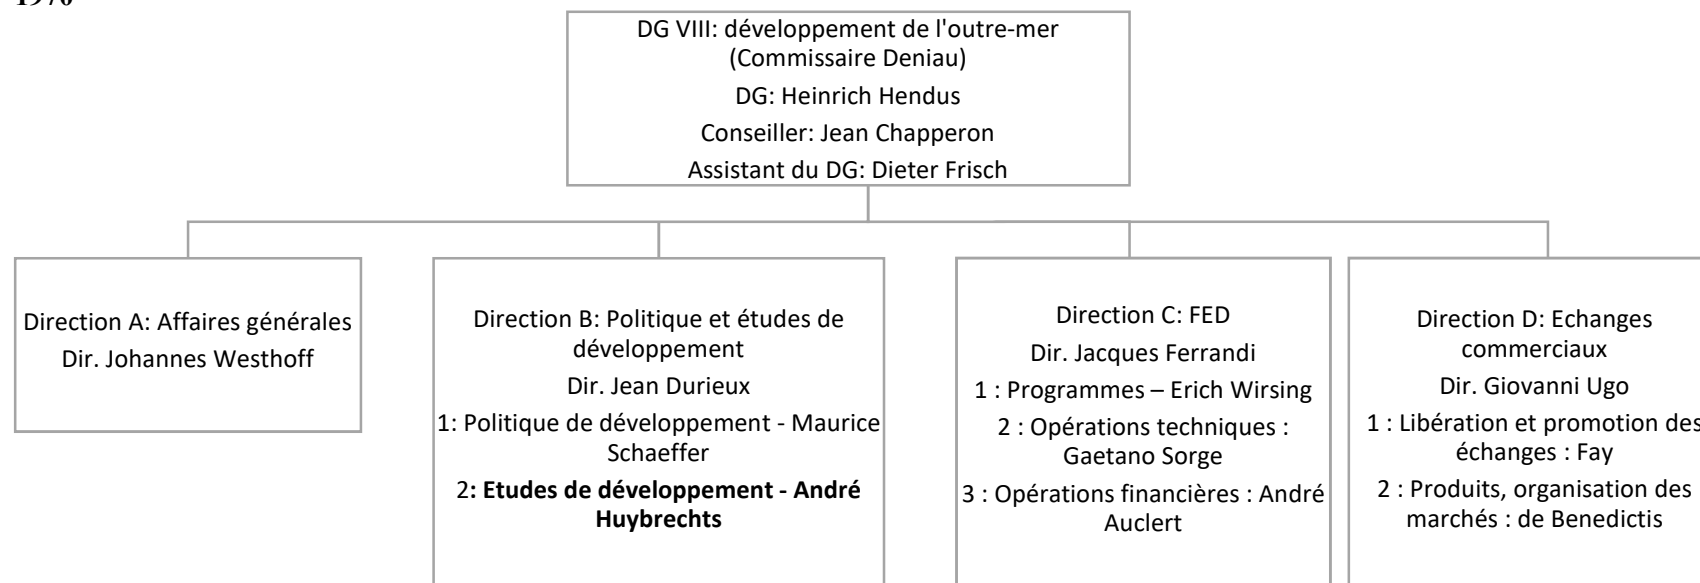 1970
DG VIII: développement de l'outre-mer
(Commissaire Deniau)
DG: Heinrich Hendus
Conseiller: Jean Chapperon
Assistant du DG: Dieter Frisch
Direction A: Affaires générales
Dir. Johannes Westhoff
Direction B: Politique et études de
développement
Dir. Jean Durieux
1: Politique de développement - Maurice
Schaeffer
2: Etudes de développement - André
Huybrechts
Direction C: FED
Dir. Jacques Ferrandi
1 : Programmes – Erich Wirsing
2 : Opérations techniques :
Gaetano Sorge
3 : Opérations financières : André
Auclert
Direction D: Echanges
commerciaux
Dir. Giovanni Ugo
1 : Libération et promotion des
échanges : Fay
2 : Produits, organisation des
marchés : de Benedictis